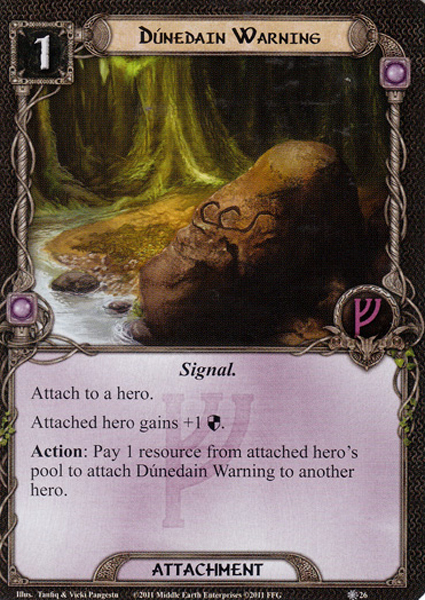 1
DÚNEDAIN WARNING
Signal.
Attach to a hero.
Attached hero gains +1 .
Action: Pay 1 resource from attached hero's
pool to attach Dúnedain Warning to another
hero.
ATTACHMENT
Illus. Taufiq & Vicki Pangestu ©2011 Middle Earth Enterprises ©2011 FFG 26